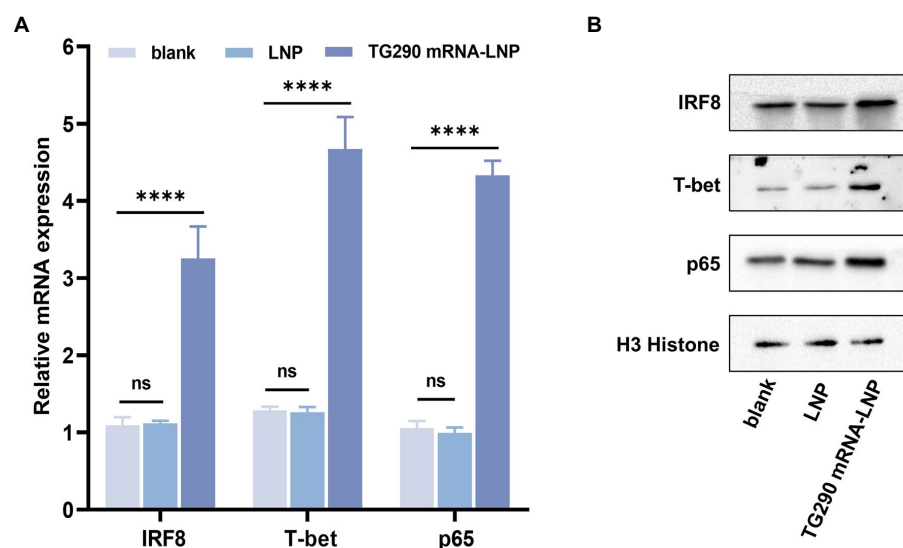 A
blank
LNP
TG290 mRNA-LNP
Relative mRNA expression
6
5
4
3
2
1
0
****
****
****
ns
ns
ns
IRF8
T-bet
p65
B
IRF8
T-bet
p65
H3 Histone
blank
LNP
TG290 mRNA-LNP